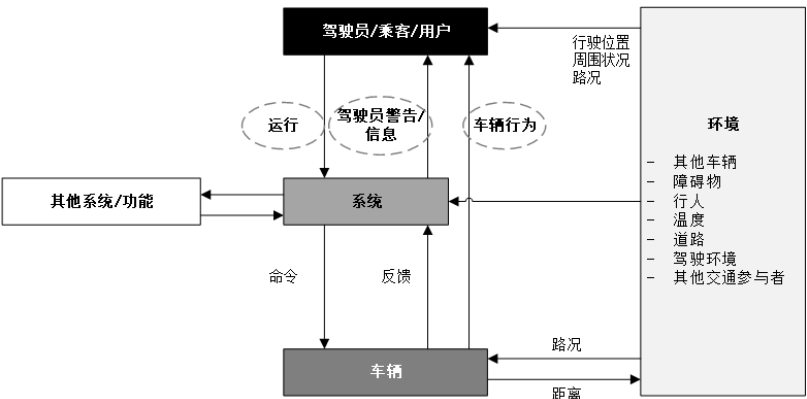 驾驶员/乘客/用户
行驶位置
周围状况
路况
运行
驾驶员警告/
信息
车辆行为
环境
- 其他车辆
- 障碍物
- 行人
- 温度
- 道路
- 驾驶环境
- 其他交通参与者
其他系统/功能
系统
命令
反馈
路况
车辆
距离